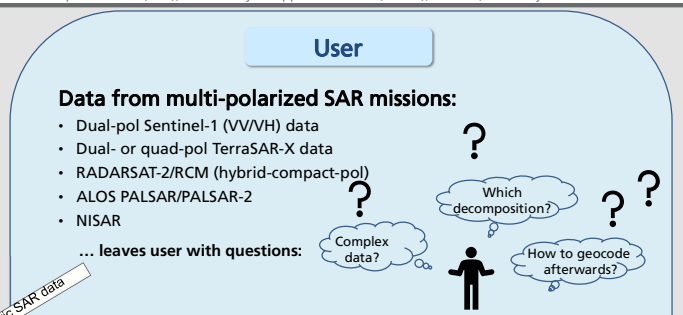 User
Data from multi-polarized SAR missions:
• Dual-pol Sentinel-1 (VV/VH) data
• Dual- or quad-pol TerraSAR-X data
• RADARSAT-2/RCM (hybrid-compact-pol)
• ALOS PALSAR/PALSAR-2
• NISAR
... leaves user with questions:
?
?
?
?
Which
decomposition?
Complex
data?
How to geocode
afterwards?
SAR data